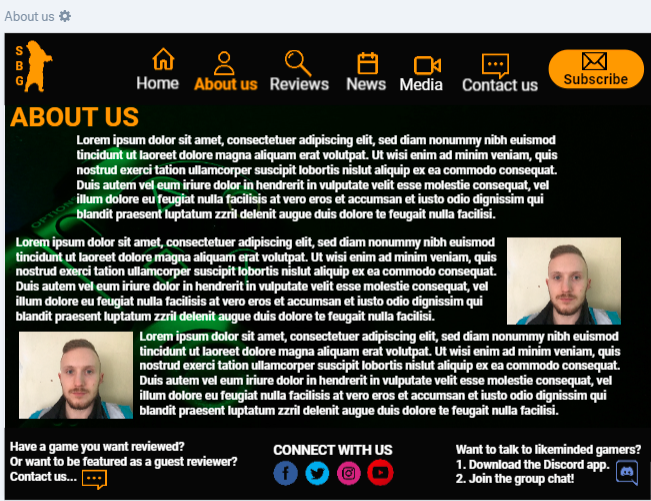 About us
S
B
G
Home
About us
Reviews
News
Media
Contact us
Subscribe
ABOUT US
Lorem ipsum dolor sit amet, consectetuer adipiscing elit, sed diam nonummy nibh euismod
tincidunt ut laoreet dolore magna aliquam erat volutpat. Ut wisi enim ad minim veniam, quis
nostrud exerci tation ullamcorper suscipit lobortis nislut aliquip ex ea commodo consequat.
Duis autem vel eum iriure dolor in hendrerit in vulputate velit esse molestie consequat, vel
illum dolore eu feugiat nulla facilisis at vero eros et accumsan et iusto odio dignissim qui
blandit praesent luptatum zzril delenit augue duis dolore te feugait nulla facilisi.
Lorem ipsum dolor sit amet, consectetuer adipiscing elit, sed diam nonummy nibh euismod
tincidunt ut laoreet dolore magna aliquam erat volutpat. Ut wisi enim ad minim veniam, quis
nostrud exerci tation ullamcorper suscipit lobortis nislut aliquip ex ea commodo consequat.
Duis autem vel eum iriure dolor in hendrerit in vulputate velit esse molestie consequat, vel
illum dolore eu feugiat nulla facilisis at vero eros et accumsan et iusto odio dignissim qui
blandit praesent luptatum zzril delenit augue duis dolore te feugait nulla facilisi.
Lorem ipsum dolor sit amet, consectetuer adipiscing elit, sed diam nonummy nibh euismod
tincidunt ut laoreet dolore magna aliquam erat volutpat. Ut wisi enim ad minim veniam, quis
nostrud exerci tation ullamcorper suscipit lobortis nislut aliquip ex ea commodo consequat.
Duis autem vel eum iriure dolor in hendrerit in vulputate velit esse molestie consequat, vel
illum dolore eu feugiat nulla facilisis at vero eros et accumsan et iusto odio dignissim qui
blandit praesent luptatum zzril delenit augue duis dolore te feugait nulla facilisi.
Have a game you want reviewed?
Or want to be featured as a guest reviewer?
Contact us...
CONNECT WITH US
Want to talk to likeminded gamers?
1. Download the Discord app.
2. Join the group chat!